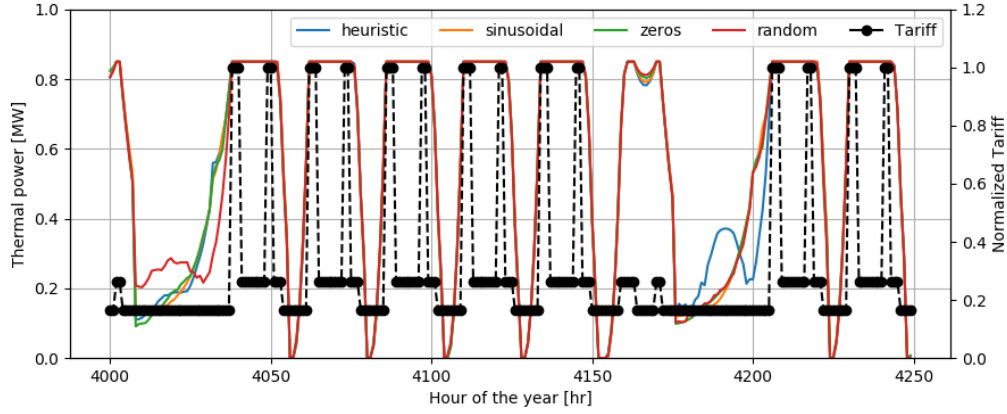 heuristic sinusoidal zeros random Tariff
Thermal power [MW]
1.0
0.8
0.6
0.4
0.2
0.0
Normalized Tariff
1.2
1.0
0.8
0.6
0.4
0.2
0.0
4000 4050 4100 4150 4200 4250
Hour of the year [hr]